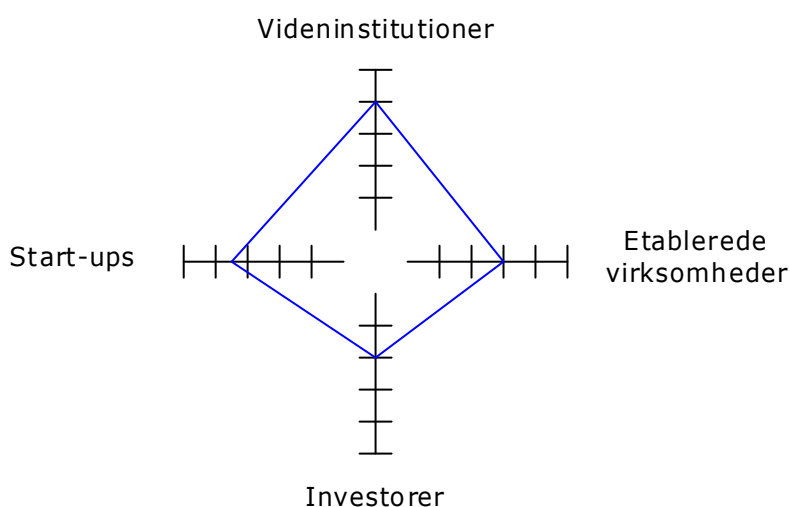 Videninstitutioner
Start-ups
Etablerede
virksomheder
Investorer